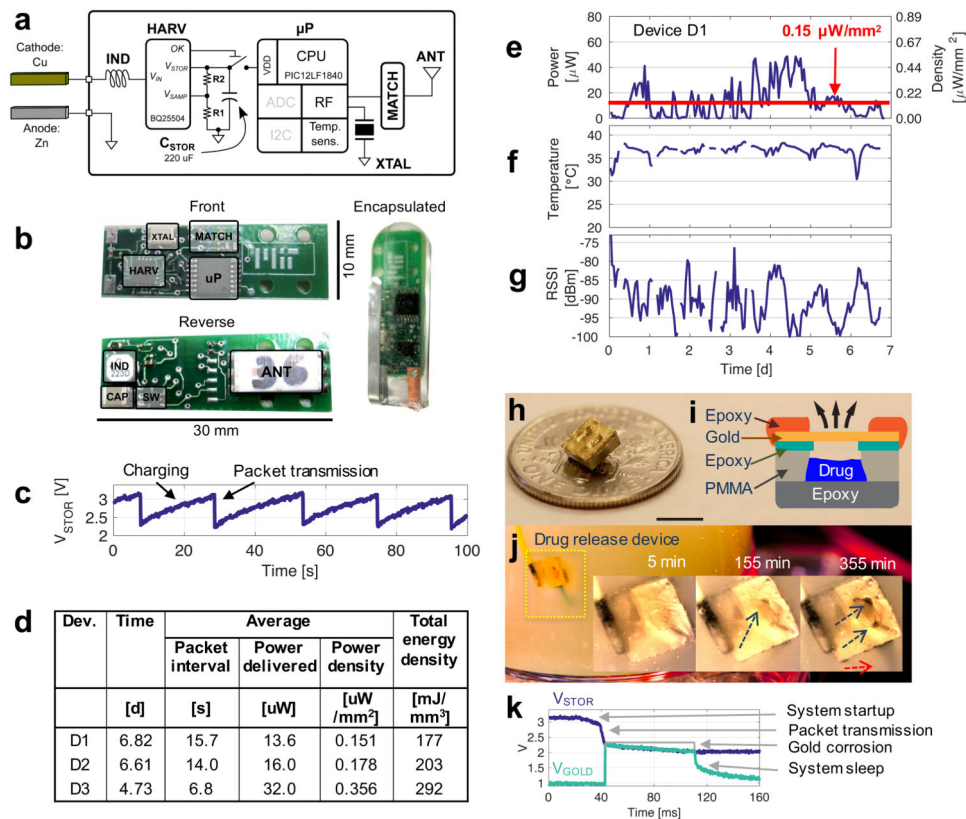 a
HARV
µP
Cathode:
Cu
IND
OK
VSTOR
VIN
VSAMP
BQ25504
R2
R1
CSTOR
220 uF
VDD
CPU
PIC12LF1840
ADC
RF
I2C
Temp.
sens.
XTAL
MATCH
ANT
Anode:
Zn
b
Front
Encapsulated
XTAL
MATCH
HARV
uP
10 mm
Reverse
IND
223D
CAP
SW
ANT
30 mm
c
Charging
Packet transmission
VSTOR [V]
3
2.5
2
0 20 40 60 80 100
Time [s]
d
Dev. Time Average Total energy density
Packet interval Power delivered Power density
[d] [s] [uW] [uW /mm²] [mJ/ mm³]
D1 6.82 15.7 13.6 0.151 177
D2 6.61 14.0 16.0 0.178 203
D3 4.73 6.8 32.0 0.356 292
e
Device D1
0.15 µW/mm²
Power
[µW]
80
60
40
20
0
0.89
0.67
0.44
0.22
0.00
Density
[µW/mm²]
f
Temperature
[°C]
40
35
30
25
20
g
RSSI
[dBm]
-75
-80
-85
-90
-95
-100
0 1 2 3 4 5 6 7
Time [d]
h
i
Epoxy
Gold
Epoxy
PMMA
Drug
Epoxy
j
Drug release device
5 min
155 min
355 min
k
VSTOR
VGOLD
V
3
2
1
0 40 80 120 160
Time [ms]
System startup
Packet transmission
Gold corrosion
System sleep